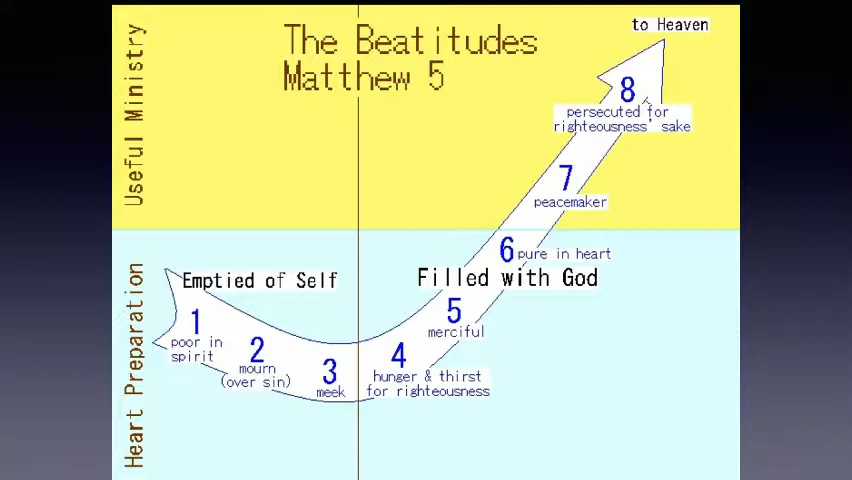 to Heaven
The Beatitudes
Matthew 5
Useful Ministry
8
persecuted for
righteousness' sake
7
peacemaker
6 pure in heart
Emptied of Self
Filled with God
Heart Preparation
1
poor in
spirit
2
mourn
(over sin)
3
meek
4
hunger & thirst
for righteousness
5
merciful